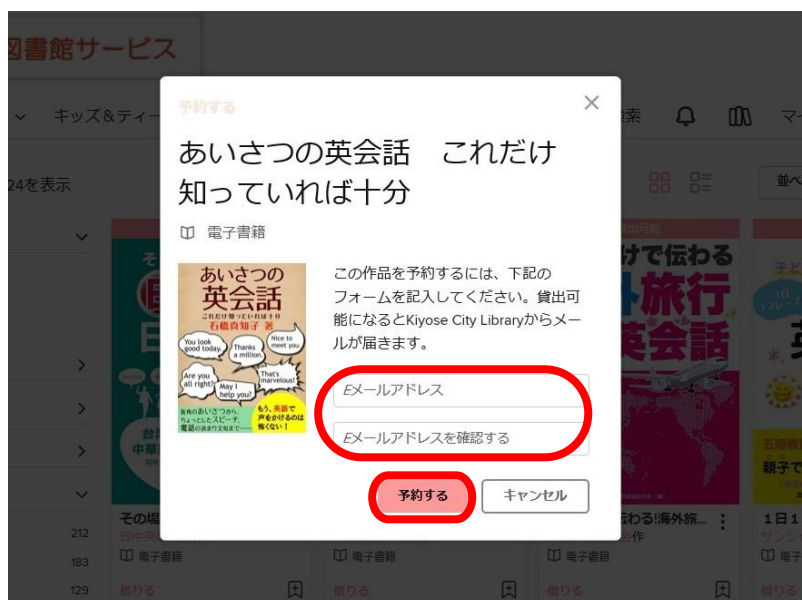 図書館サービス
キッズ&ティー
索
マイ
24を表示
並べ
予約する
あいさつの英会話 これだけ
知っていれば十分
電子書籍
あいさつの
英会話
これだけ知っていれば十分
石橋真知子 著
You look
good today.
Thanks
a million.
Nice to
meet you.
Are you
all right?
May I
help you?
That's
marvelous!
もう、英語で
声をかけるのは
怖くない!
この作品を予約するには、下記の
フォームを記入してください。貸出可
能になるとKiyose City Libraryからメー
ルが届きます。
Eメールアドレス
Eメールアドレスを確認する
予約する
キャンセル
けで伝わる
旅行
英会話
親子で
その場
212
183
129
電子書籍
借りる
電子書籍
借りる
伝わる!海外旅...
作
電子書籍
借りる
1日1
電子
借りる